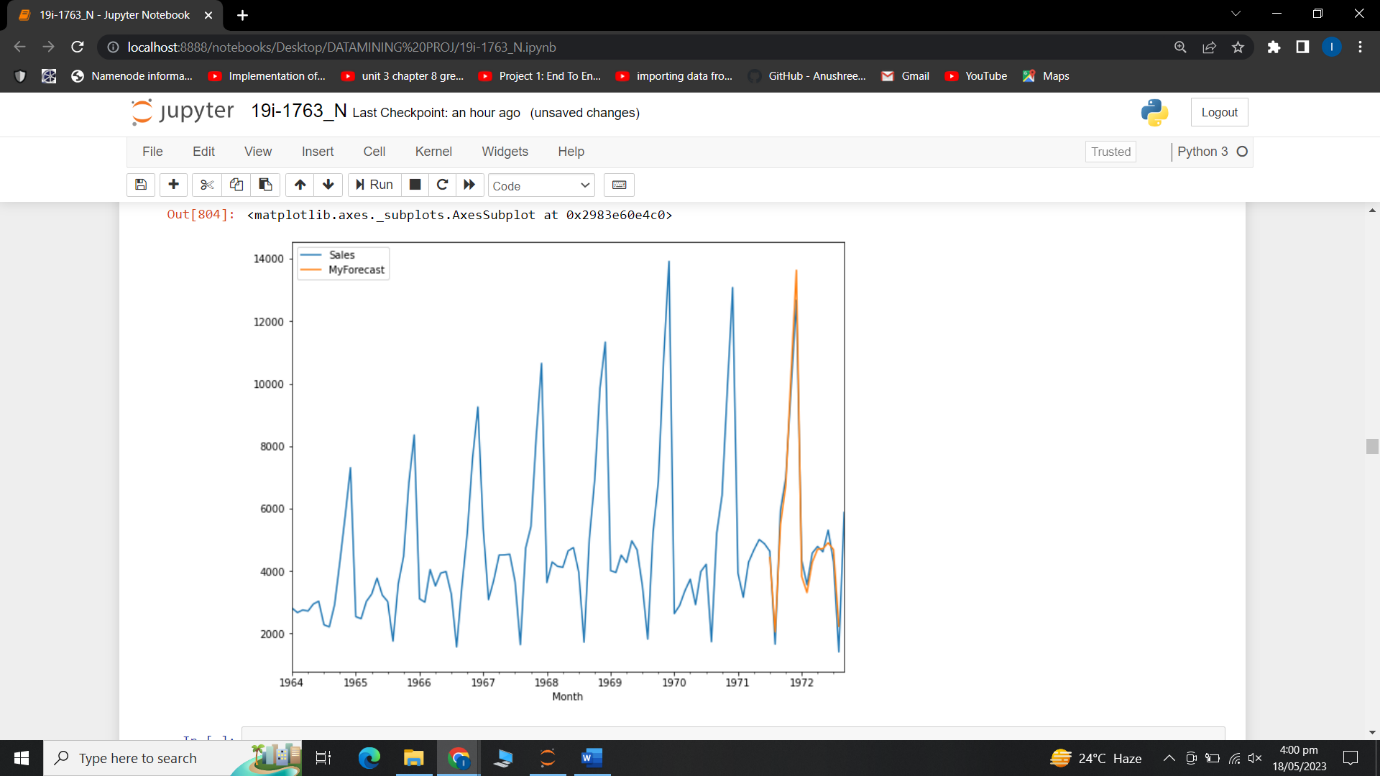 19i-1763_N - Jupyter Notebook
localhost:8888/notebooks/Desktop/DATAMINING%20PROJ/19i-1763_N.ipynb
Namenode informa... Implementation of... unit 3 chapter 8 gre... Project 1: End To En... importing data fro... GitHub - Anushree... Gmail YouTube Maps
jupyter 19i-1763_N Last Checkpoint: an hour ago (unsaved changes) Logout
File Edit View Insert Cell Kernel Widgets Help Trusted Python 3
Run Code
Out[804]: <matplotlib.axes._subplots.AxesSubplot at 0x2983e60e4c0>
Sales
MyForecast
14000
12000
10000
8000
6000
4000
2000
1964 1965 1966 1967 1968 1969 1970 1971 1972
Month
Type here to search
24°C Haze
4:00 pm
18/05/2023